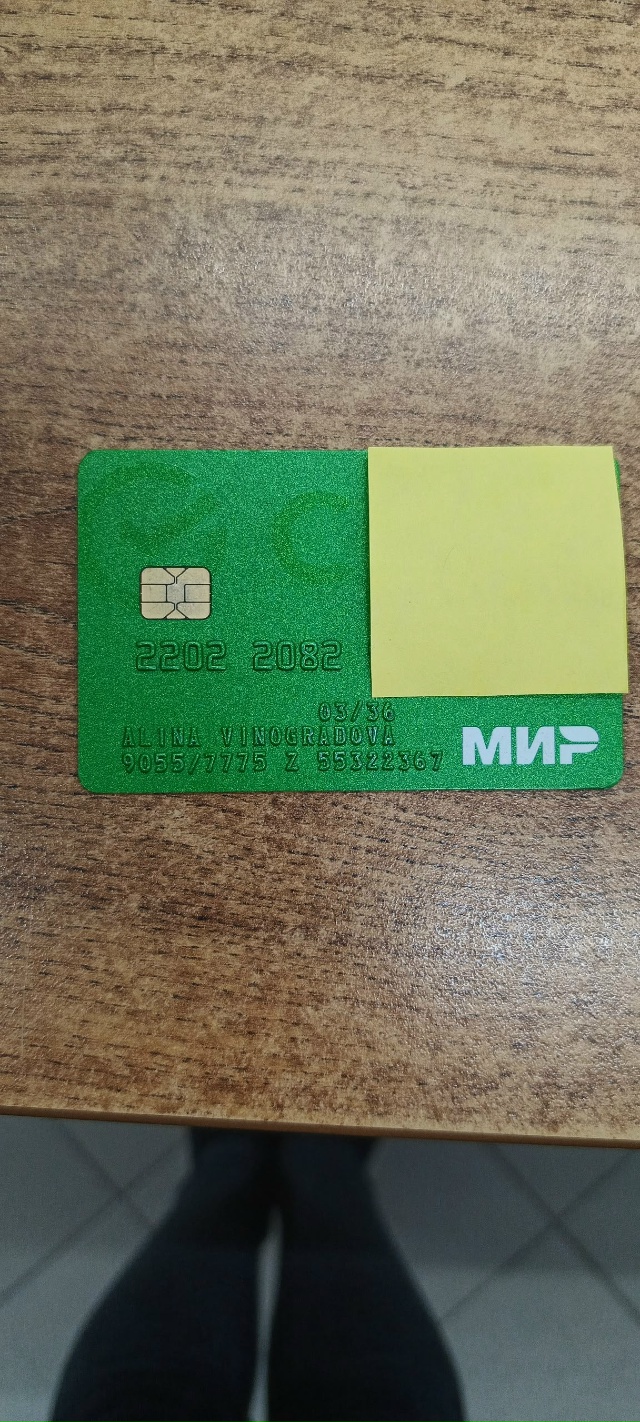 С
2202 2082
03/36
ALINA VINOGRADOVA
9055/7775 Z 55322367
МИР